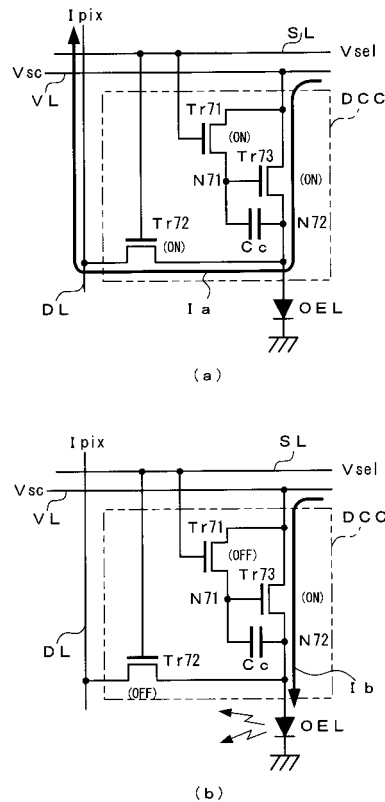 Ipix
SL
Vsel
Vsc
VL
DCC
Tr71
(ON)
Tr73
(ON)
N71
N72
Tr72
(ON)
Cc
DL
Ia
OEL
(a)
Ipix
SL
Vsel
Vsc
VL
DCC
Tr71
(OFF)
Tr73
(ON)
N71
N72
DL
Tr72
Cc
(OFF)
Ib
OEL
(b)